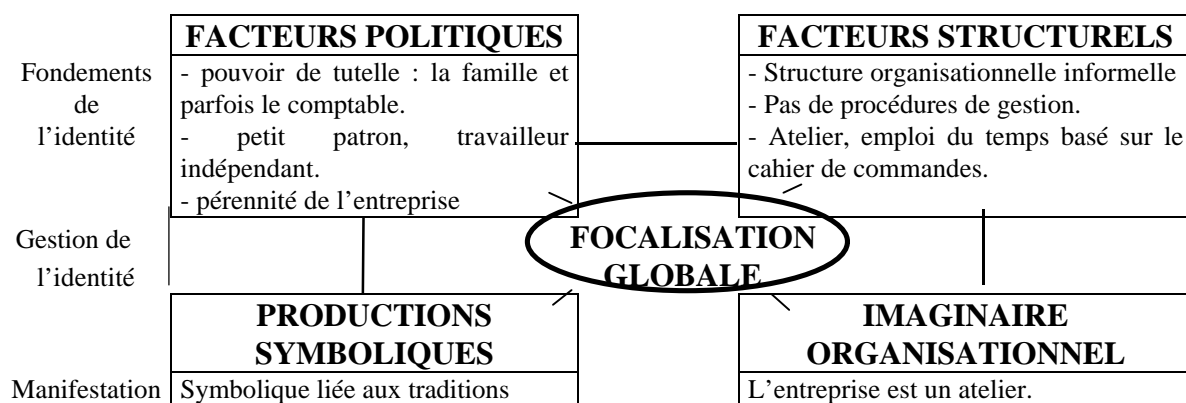 FACTEURS POLITIQUES
FACTEURS STRUCTURELS
Fondements
de
l'identité
- pouvoir de tutelle : la famille et
parfois le comptable.
- petit patron, travailleur
indépendant.
- pérennité de l'entreprise
- Structure organisationnelle informelle
- Pas de procédures de gestion.
- Atelier, emploi du temps basé sur le
cahier de commandes.
Gestion de
l'identité
FOCALISATION
GLOBALE
PRODUCTIONS
SYMBOLIQUES
IMAGINAIRE
ORGANISATIONNEL
Manifestation
Symbolique liée aux traditions
L'entreprise est un atelier.